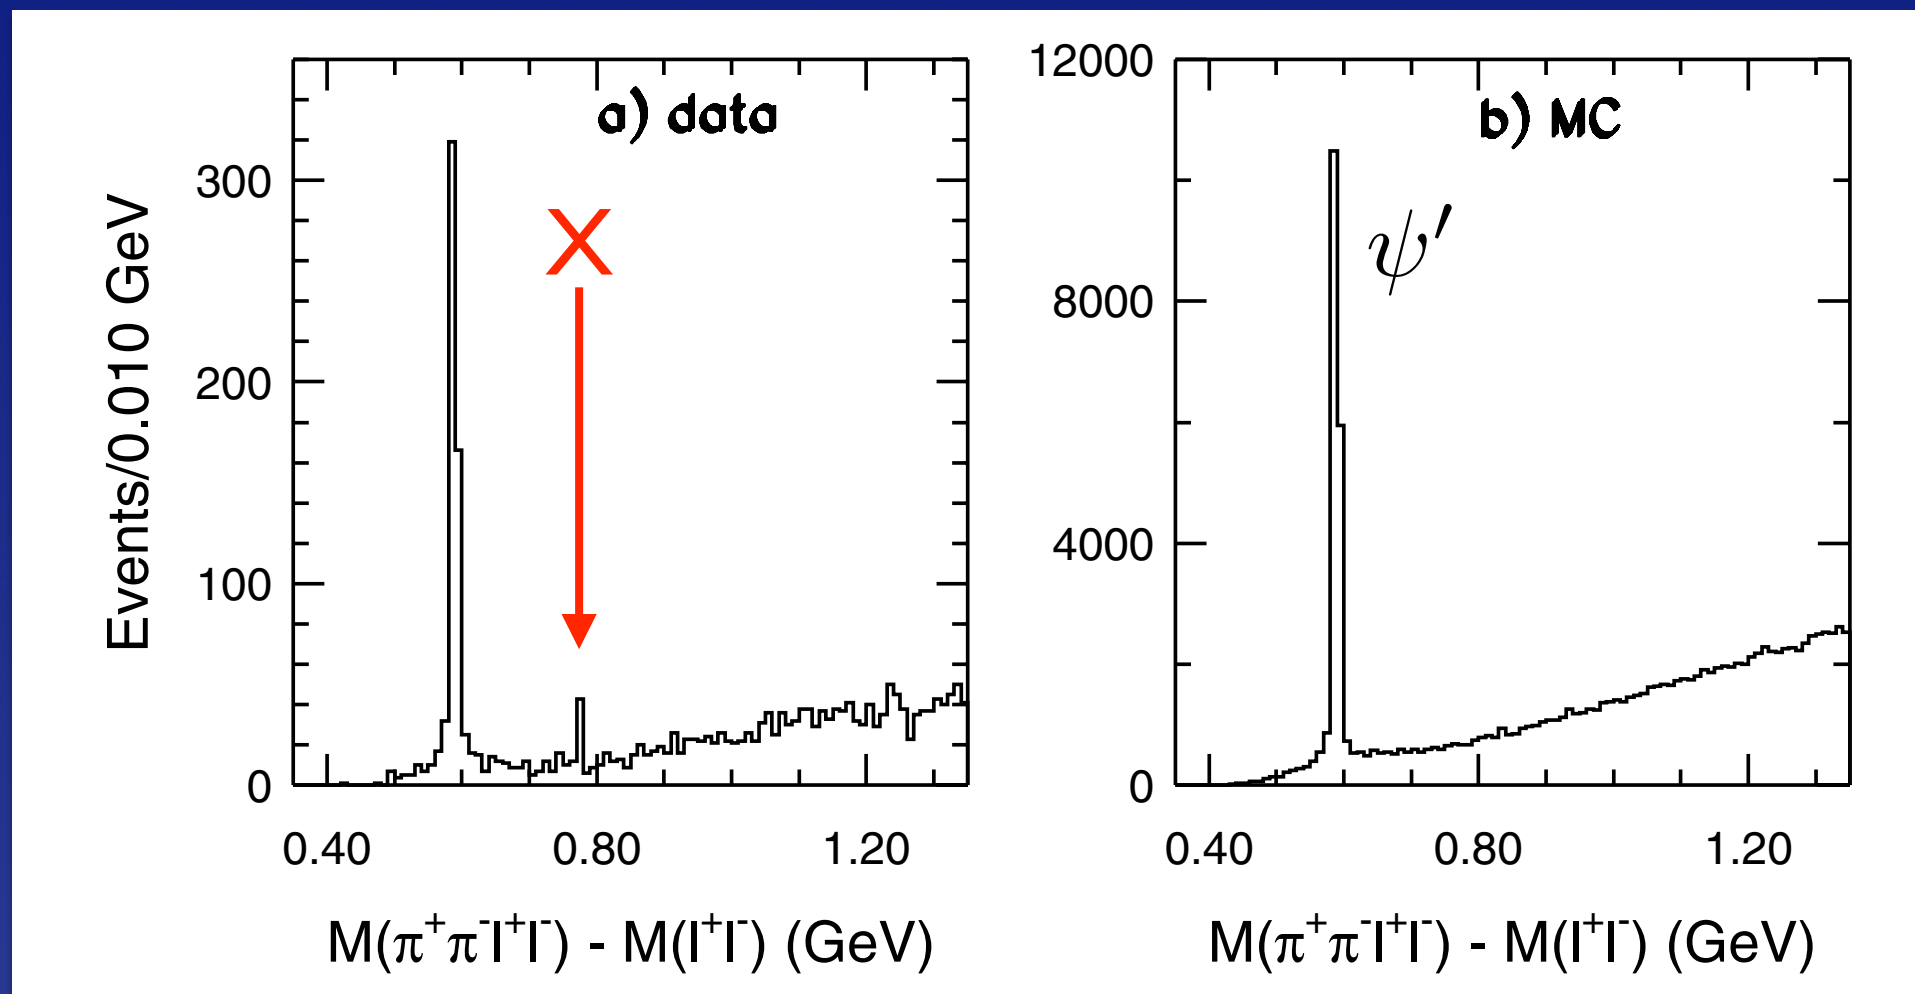 a) data
X
Events/0.010 GeV
300
200
100
0
0.40 0.80 1.20
M(π⁺π⁻l⁺l⁻) - M(l⁺l⁻) (GeV)
b) MC
ψ′
12000
8000
4000
0
0.40 0.80 1.20
M(π⁺π⁻l⁺l⁻) - M(l⁺l⁻) (GeV)